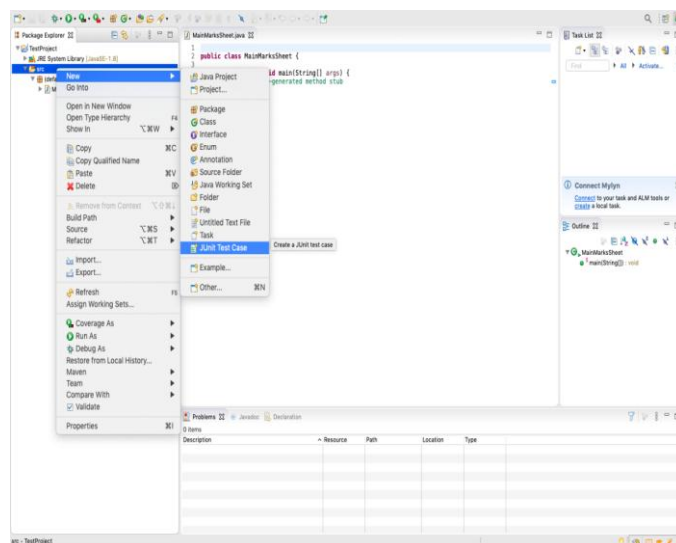 Package Explorer
TestProject
JRE System Library [JavaSE-1.8]
src
MainMarksSheet.java
1
2 public class MainMarksSheet {
3
id main(String[] args) {
-generated method stub
New
Go Into
Open in New Window
Open Type Hierarchy F4
Show In ⌥⌘W
Copy ⌘C
Copy Qualified Name
Paste ⌘V
Delete
Remove from Context
Build Path
Source ⌥⌘S
Refactor ⌥⌘T
Import...
Export...
Refresh F5
Assign Working Sets...
Coverage As
Run As
Debug As
Restore from Local History...
Maven
Team
Compare With
Validate
Properties ⌘I
Java Project
Project...
Package
Class
Interface
Enum
Annotation
Source Folder
Java Working Set
Folder
File
Untitled Text File
Task
JUnit Test Case
Example...
Other... ⌘N
Create a JUnit test case
Task List
Find All Activate...
Connect Mylyn
Connect to your task and ALM tools or
create a local task.
Outline
MainMarksSheet
main(String[]) : void
Problems Javadoc Declaration
0 items
Description Resource Path Location Type
src - TestProject